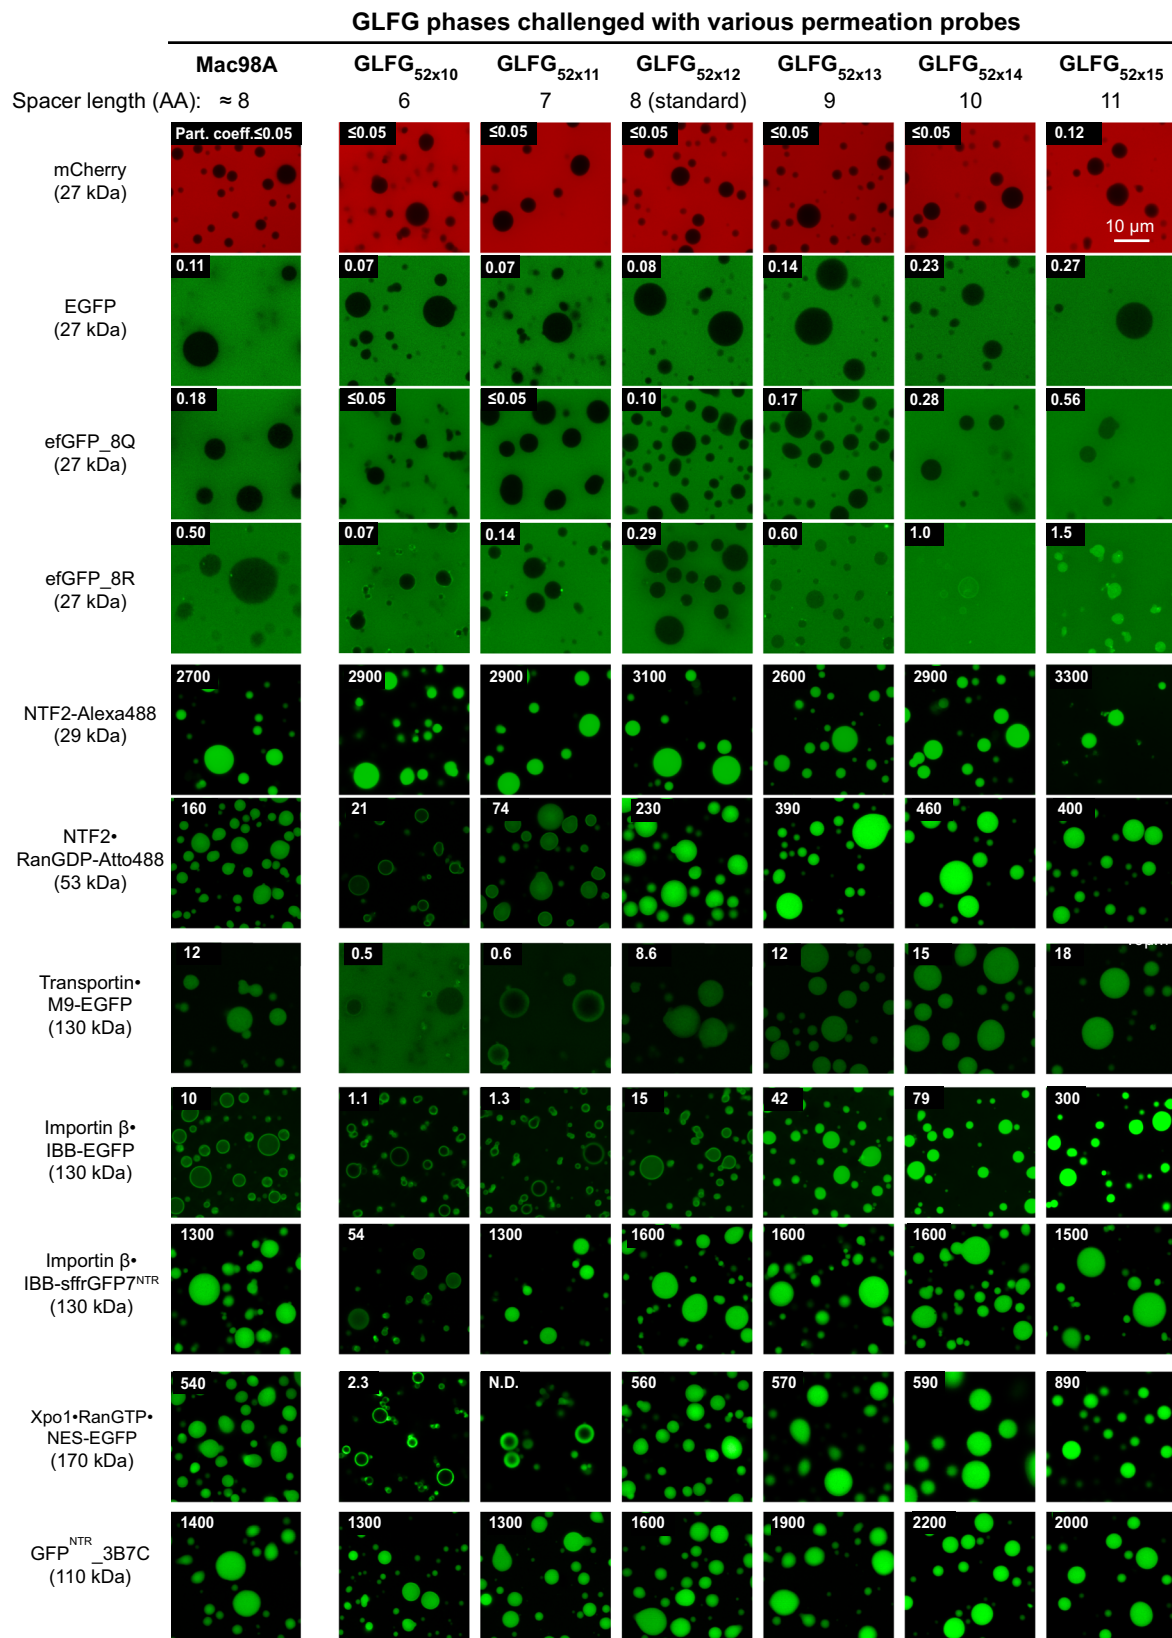 GLFG phases challenged with various permeation probes
Mac98A GLFG52x10 GLFG52x11 GLFG52x12 GLFG52x13 GLFG52x14 GLFG52x15
Spacer length (AA): ≈ 8 6 7 8 (standard) 9 10 11
Part. coeff.≤0.05 ≤0.05 ≤0.05 ≤0.05 ≤0.05 ≤0.05 0.12
mCherry
(27 kDa)
10 µm
0.11 0.07 0.07 0.08 0.14 0.23 0.27
EGFP
(27 kDa)
0.18 ≤0.05 ≤0.05 0.10 0.17 0.28 0.56
efGFP_8Q
(27 kDa)
0.50 0.07 0.14 0.29 0.60 1.0 1.5
efGFP_8R
(27 kDa)
2700 2900 2900 3100 2600 2900 3300
NTF2-Alexa488
(29 kDa)
160 21 74 230 390 460 400
NTF2•
RanGDP-Atto488
(53 kDa)
12 0.5 0.6 8.6 12 15 18
Transportin•
M9-EGFP
(130 kDa)
10 1.1 1.3 15 42 79 300
Importin β•
IBB-EGFP
(130 kDa)
1300 54 1300 1600 1600 1600 1500
Importin β•
IBB-sffrGFP7NTR
(130 kDa)
540 2.3 N.D. 560 570 590 890
Xpo1•RanGTP•
NES-EGFP
(170 kDa)
1400 1300 1300 1600 1900 2200 2000
GFPNTR_3B7C
(110 kDa)